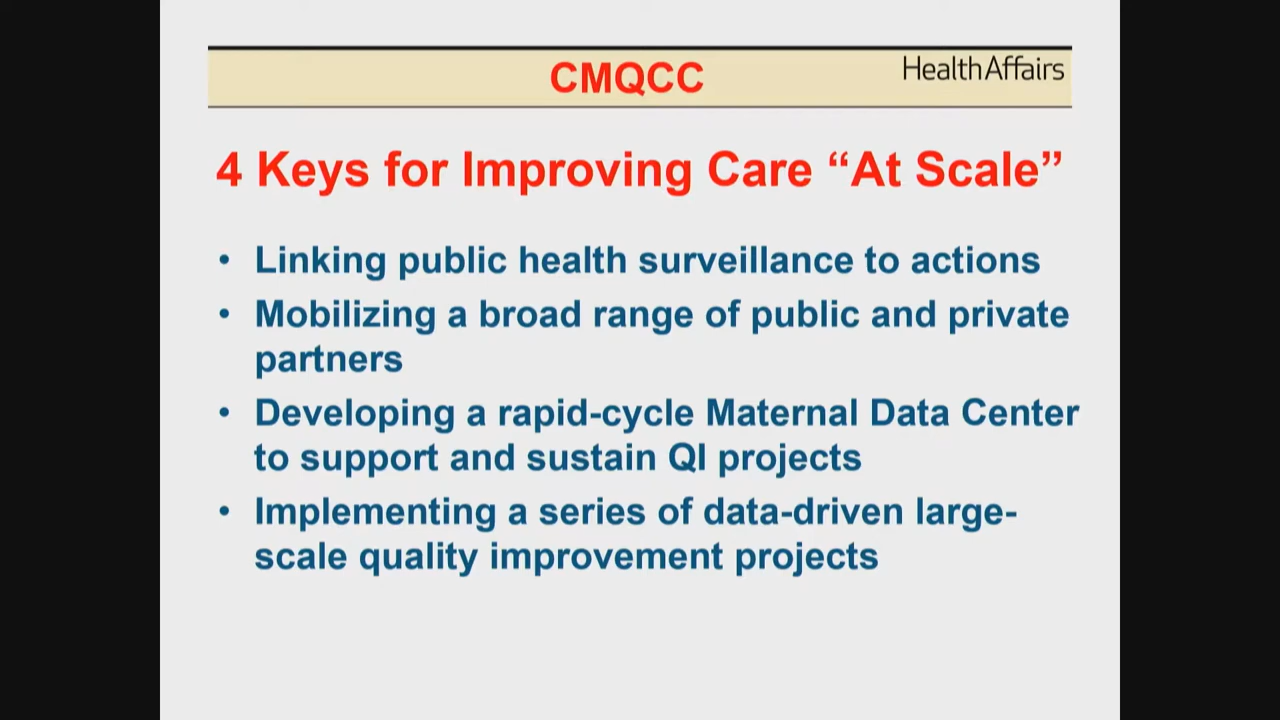 CMQCC
HealthAffairs
4 Keys for Improving Care “At Scale”
• Linking public health surveillance to actions
• Mobilizing a broad range of public and private
partners
• Developing a rapid-cycle Maternal Data Center
to support and sustain QI projects
• Implementing a series of data-driven large-
scale quality improvement projects